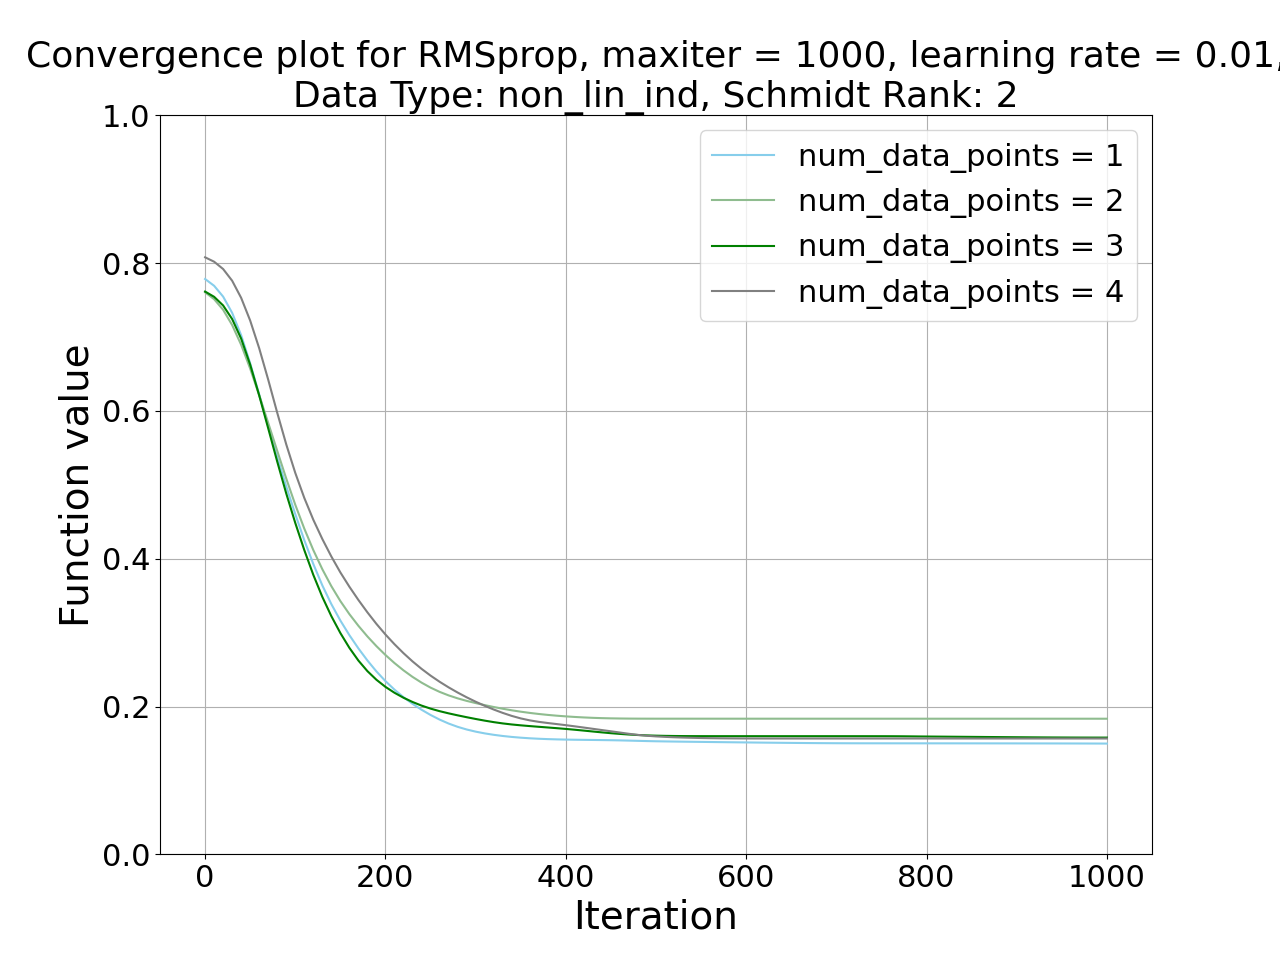 Convergence plot for RMSprop, maxiter = 1000, learning rate = 0.01,
Data Type: non_lin_ind, Schmidt Rank: 2
num_data_points = 1
num_data_points = 2
num_data_points = 3
num_data_points = 4
Function value
1.0
0.8
0.6
0.4
0.2
0.0
0 200 400 600 800 1000
Iteration